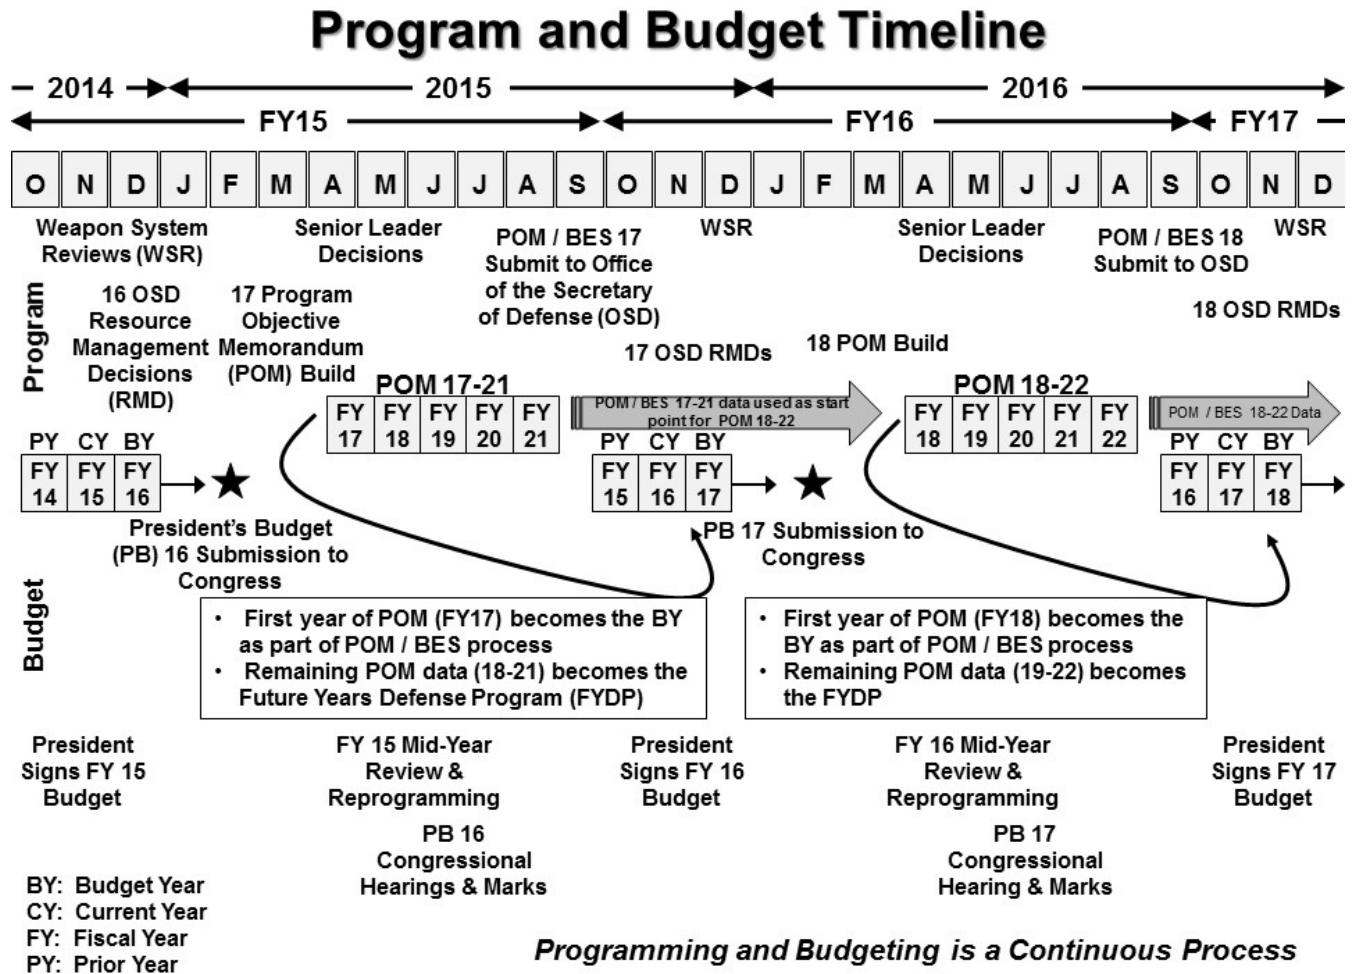 Program and Budget Timeline
2014 2015 2016
FY15 FY16 FY17
O N D J F M A M J J A S O N D J F M A M J J A S O N D
Program
Weapon System
Reviews (WSR)
Senior Leader
Decisions
POM / BES 17
Submit to Office
of the Secretary
of Defense (OSD)
WSR
Senior Leader
Decisions
POM / BES 18
Submit to OSD
WSR
16 OSD
Resource
Management
Decisions
(RMD)
17 Program
Objective
Memorandum
(POM) Build
17 OSD RMDs
18 POM Build
18 OSD RMDs
POM 17-21
FY FY FY FY FY
17 18 19 20 21
POM / BES 17-21 data used as start
point for POM 18-22
POM 18-22
FY FY FY FY FY
18 19 20 21 22
POM / BES 18-22 Data
PY CY BY
FY FY FY
14 15 16
PY CY BY
FY FY FY
15 16 17
PY CY BY
FY FY FY
16 17 18
Budget
President's Budget
(PB) 16 Submission to
Congress
PB 17 Submission to
Congress
• First year of POM (FY17) becomes the BY
as part of POM / BES process
• Remaining POM data (18-21) becomes the
Future Years Defense Program (FYDP)
• First year of POM (FY18) becomes the
BY as part of POM / BES process
• Remaining POM data (19-22) becomes
the FYDP
President
Signs FY 15
Budget
FY 15 Mid-Year
Review &
Reprogramming
President
Signs FY 16
Budget
FY 16 Mid-Year
Review &
Reprogramming
President
Signs FY 17
Budget
PB 16
Congressional
Hearings & Marks
PB 17
Congressional
Hearing & Marks
BY: Budget Year
CY: Current Year
FY: Fiscal Year
PY: Prior Year
Programming and Budgeting is a Continuous Process